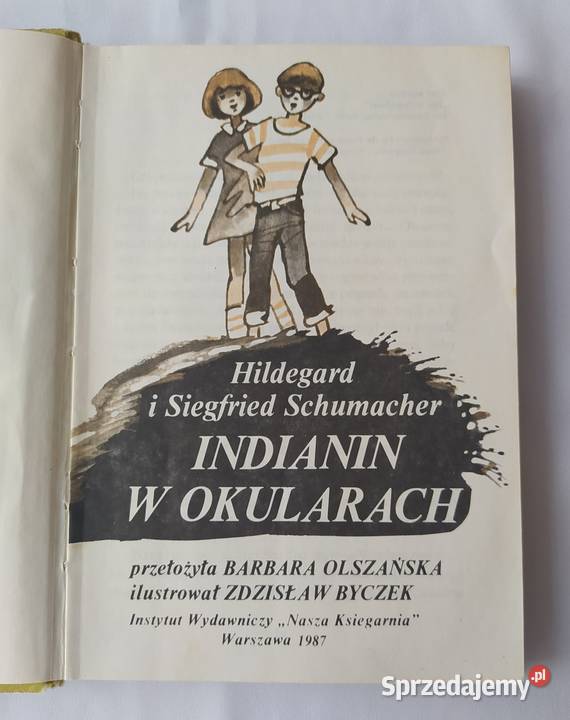 Hildegard
i Siegfried Schumacher
INDIANIN
W OKULARACH
przełożyła BARBARA OLSZAŃSKA
ilustrował ZDZISŁAW BYCZEK
Instytut Wydawniczy „Nasza Księgarnia”
Warszawa 1987
Sprzedajemy.pl